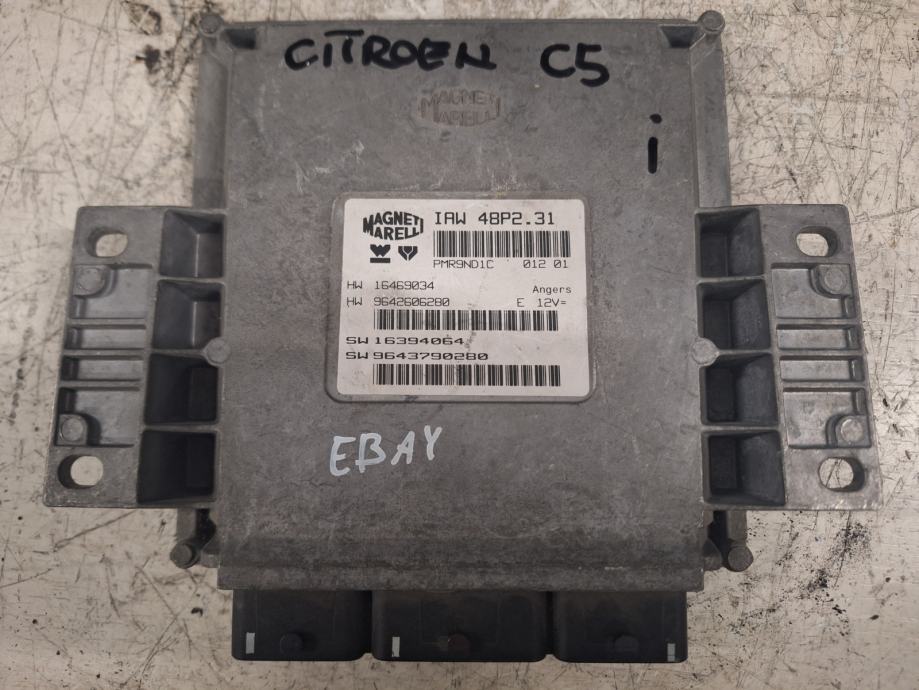 CITROEN C5
MAGNETI
MARELLI
i
MAGNETI
MARELLI
IAW 48P2.31
PMR9ND1C 012 01
HW 16469034 Angers
HW 9642606280 E 12V=
SW 16394064
SW 9643790280
EBAY